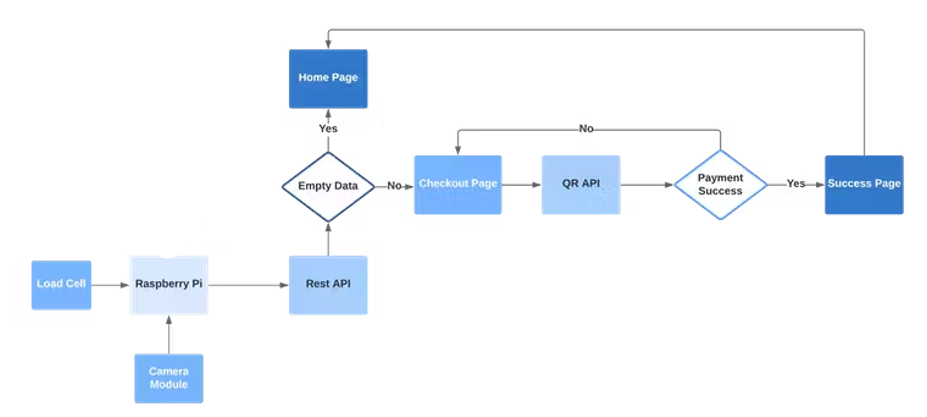 Home Page
Yes
No
Empty Data
No
Checkout Page
QR API
Payment
Success
Yes
Success Page
Load Cell
Raspberry Pi
Rest API
Camera
Module